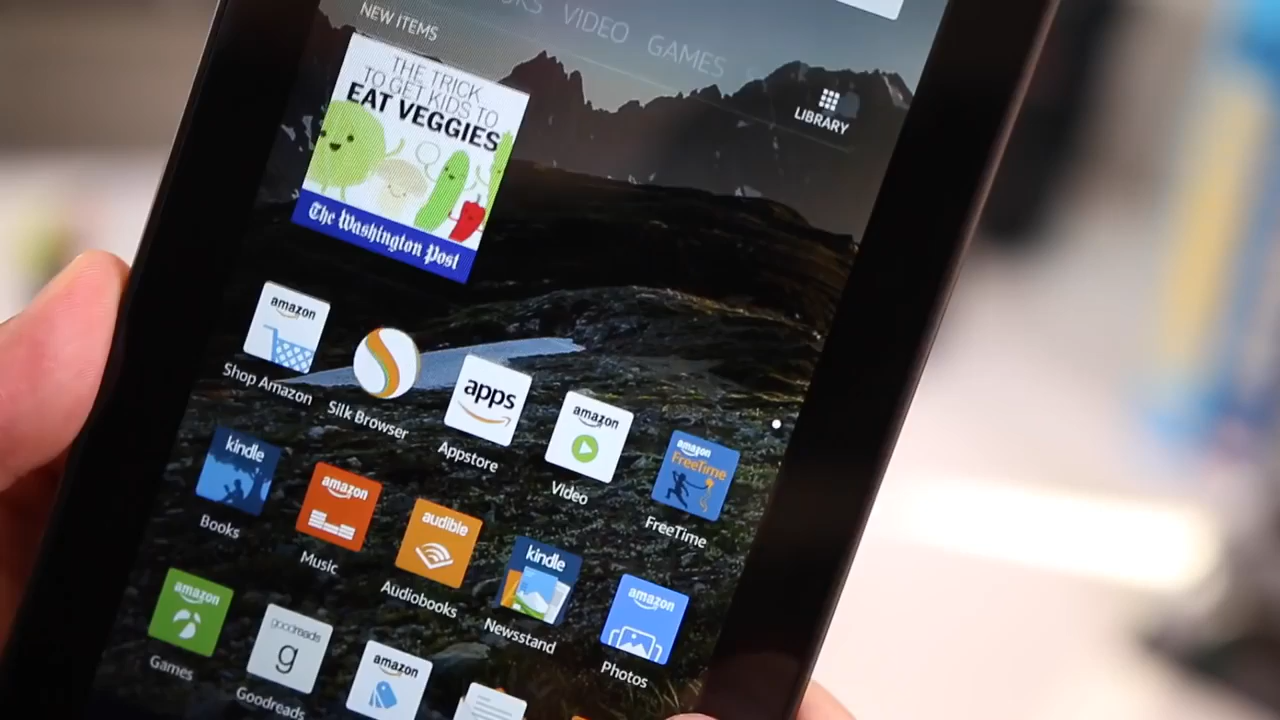 VIDEO
GAMES
NEW ITEMS
LIBRARY
THE TRICK
TO GET KIDS TO
EAT VEGGIES
The Washington Post
amazon
Shop Amazon
Silk Browser
apps
Appstore
amazon
Video
amazon
FreeTime
FreeTime
kindle
Books
amazon
Music
audible
Audiobooks
kindle
Newsstand
amazon
Photos
amazon
Games
goodreads
g
Goodreads
amazon